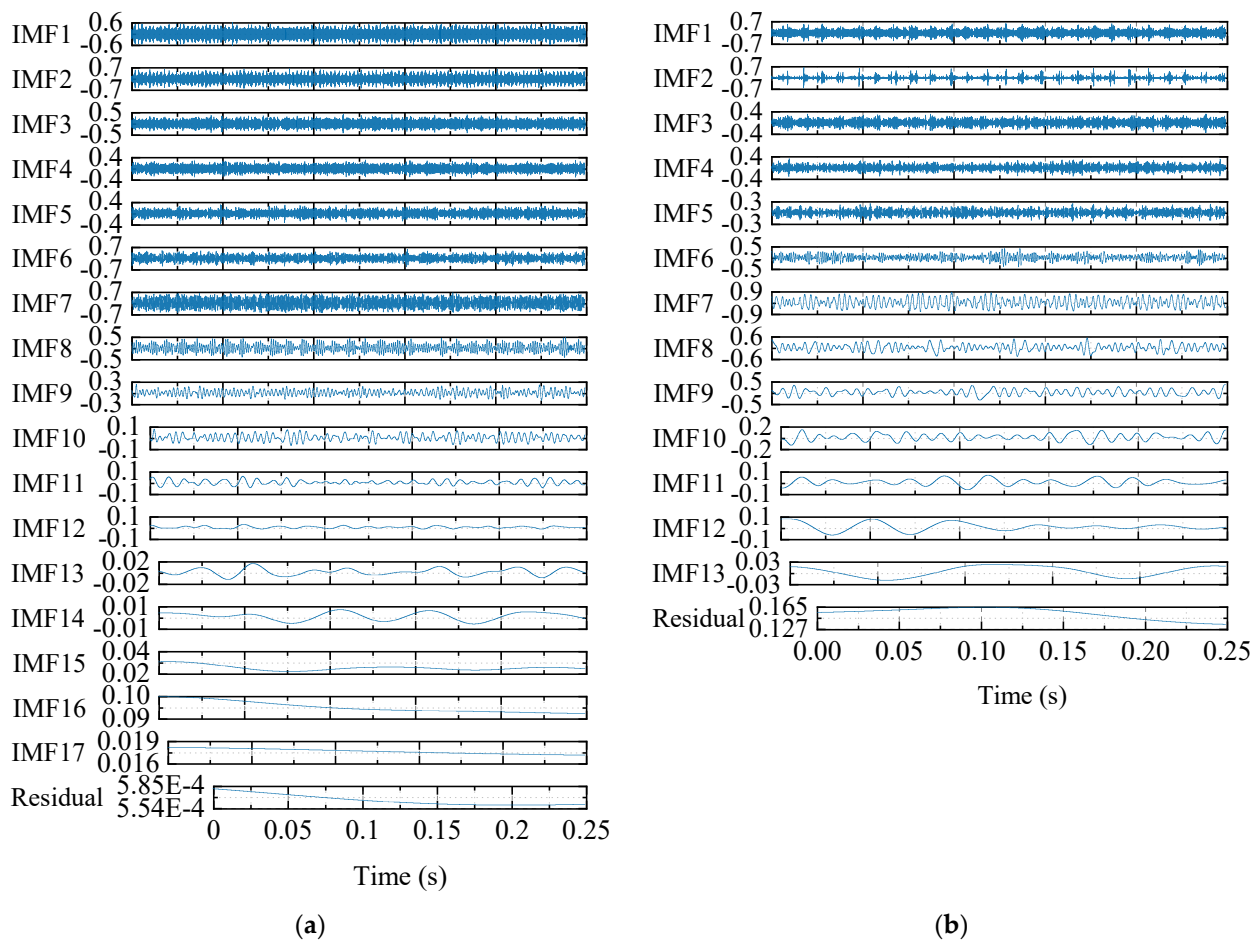 IMF1 0.6 -0.6
IMF2 0.7 -0.7
IMF3 0.5 -0.5
IMF4 0.4 -0.4
IMF5 0.4 -0.4
IMF6 0.7 -0.7
IMF7 0.7 -0.7
IMF8 0.5 -0.5
IMF9 0.3 -0.3
IMF10 0.1 -0.1
IMF11 0.1 -0.1
IMF12 0.1 -0.1
IMF13 0.02 -0.02
IMF14 0.01 -0.01
IMF15 0.04 0.02
IMF16 0.10 0.09
IMF17 0.019 0.016
Residual 5.85E-4 5.54E-4
0 0.05 0.1 0.15 0.2 0.25
Time (s)
(a)
IMF1 0.7 -0.7
IMF2 0.7 -0.7
IMF3 0.4 -0.4
IMF4 0.4 -0.4
IMF5 0.3 -0.3
IMF6 0.5 -0.5
IMF7 0.9 -0.9
IMF8 0.6 -0.6
IMF9 0.5 -0.5
IMF10 0.2 -0.2
IMF11 0.1 -0.1
IMF12 0.1 -0.1
IMF13 0.03 -0.03
Residual 0.165 0.127
0.00 0.05 0.10 0.15 0.20 0.25
Time (s)
(b)